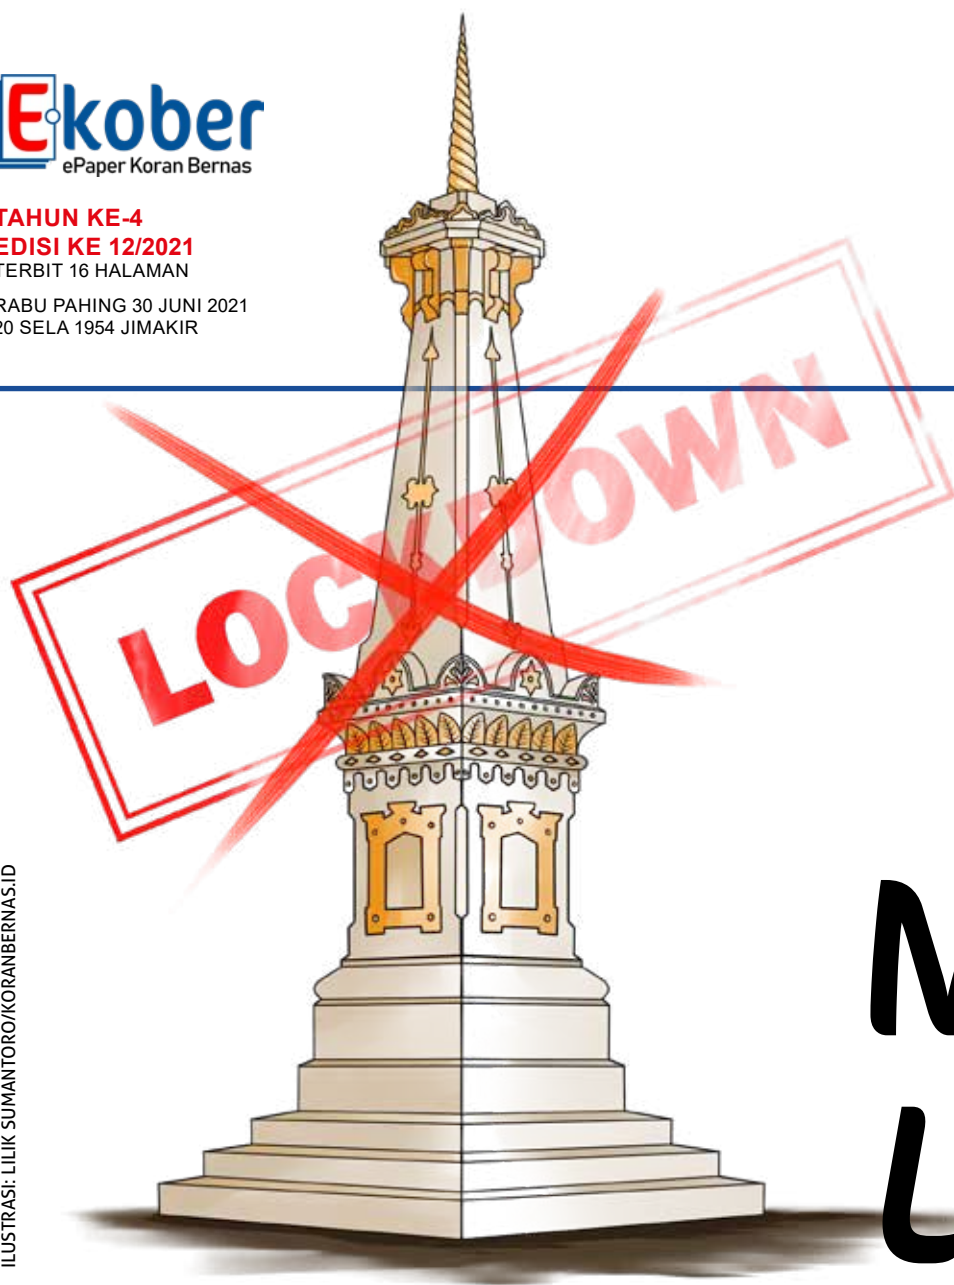 Ekober
ePaper Koran Bernas
TAHUN KE-4
EDISI KE 12/2021
TERBIT 16 HALAMAN
RABU PAHING 30 JUNI 2021
20 SELA 1954 JIMAKIR
LOCKDOWN
ILUSTRASI: LILIK SUMANTORO/KORANBERNAS.ID